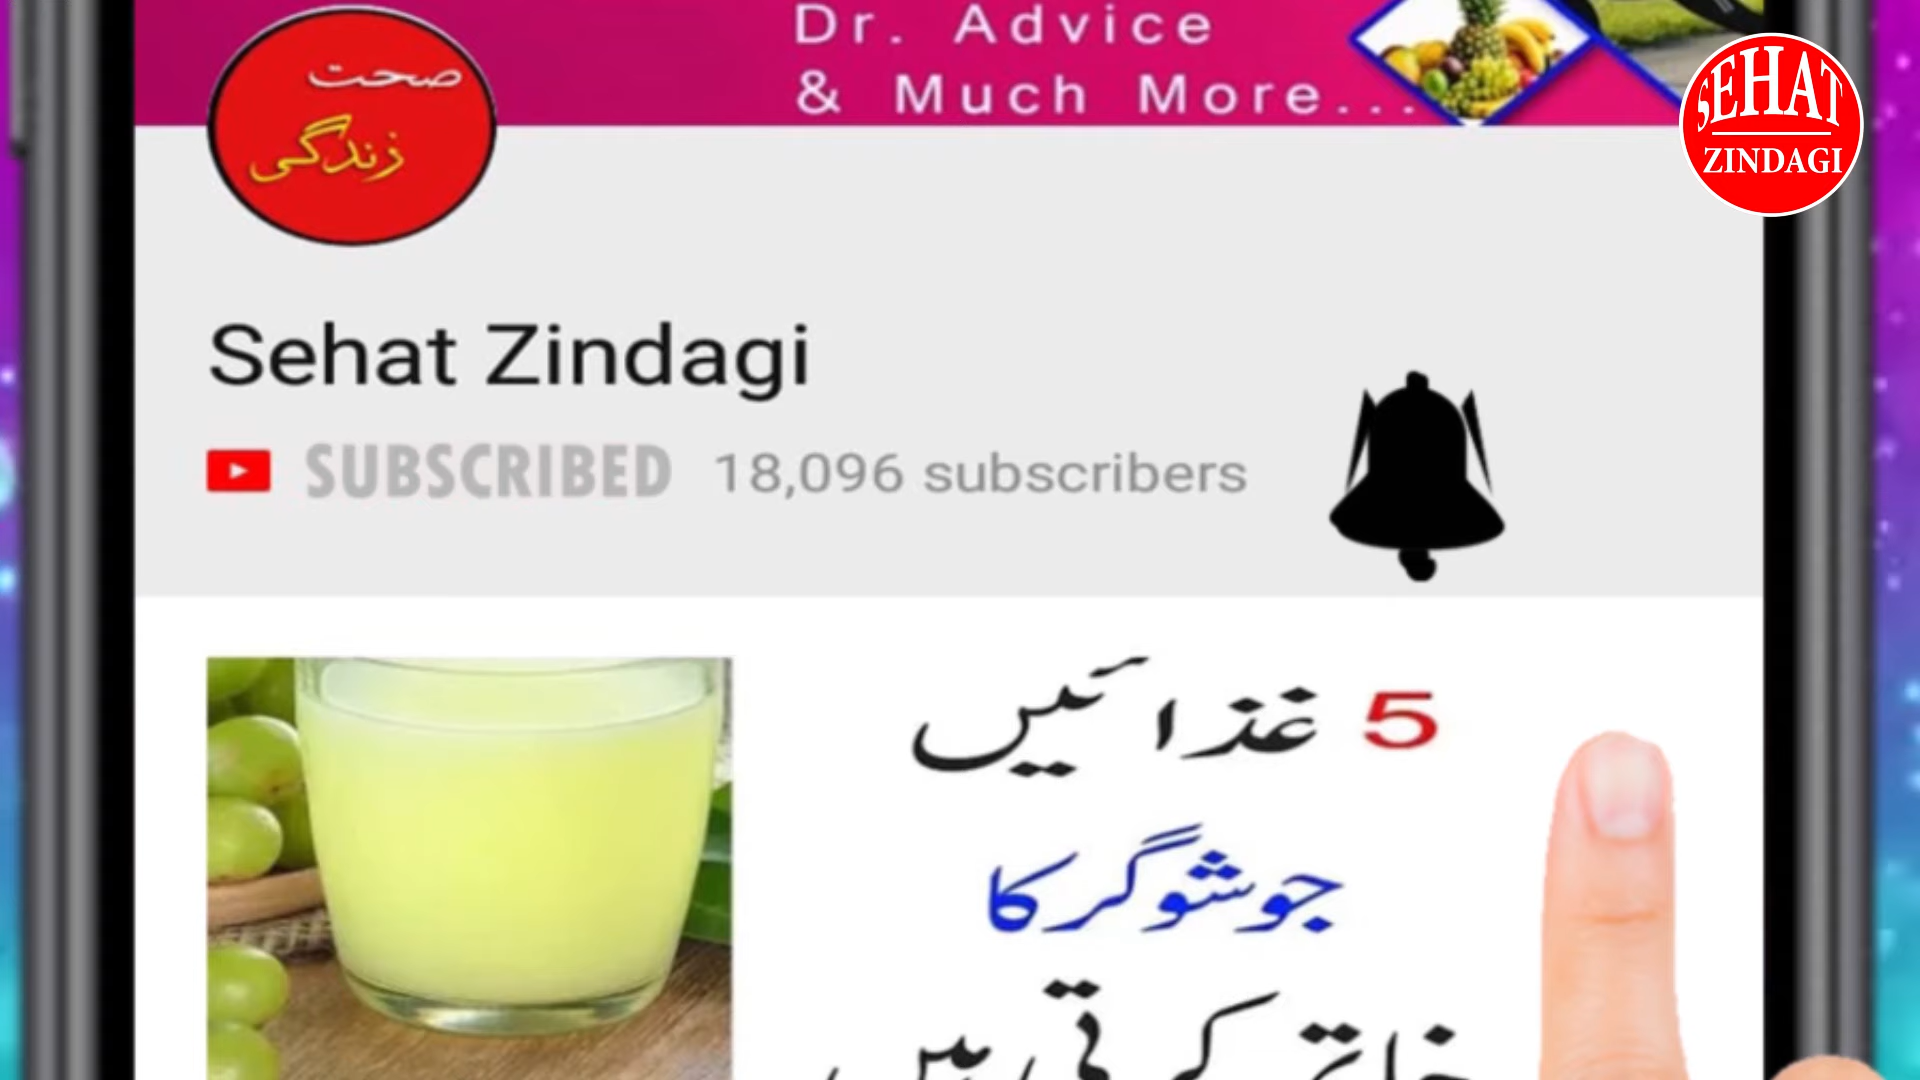 Dr. Advice
& Much More...
صحت
زندگی
SEHAT
ZINDAGI
Sehat Zindagi
SUBSCRIBED 18,096 subscribers
5 غذائیں
جو شوگر کا